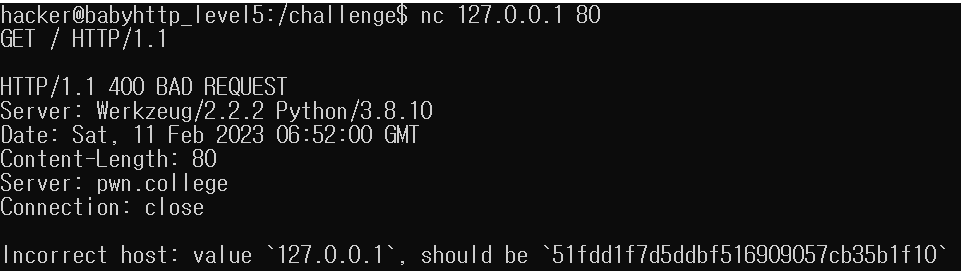 hacker@babyhttp_level5:/challenge$ nc 127.0.0.1 80
GET / HTTP/1.1
HTTP/1.1 400 BAD REQUEST
Server: Werkzeug/2.2.2 Python/3.8.10
Date: Sat, 11 Feb 2023 06:52:00 GMT
Content-Length: 80
Server: pwn.college
Connection: close
Incorrect host: value `127.0.0.1`, should be `51fdd1f7d5ddbf516909057cb35b1f10`